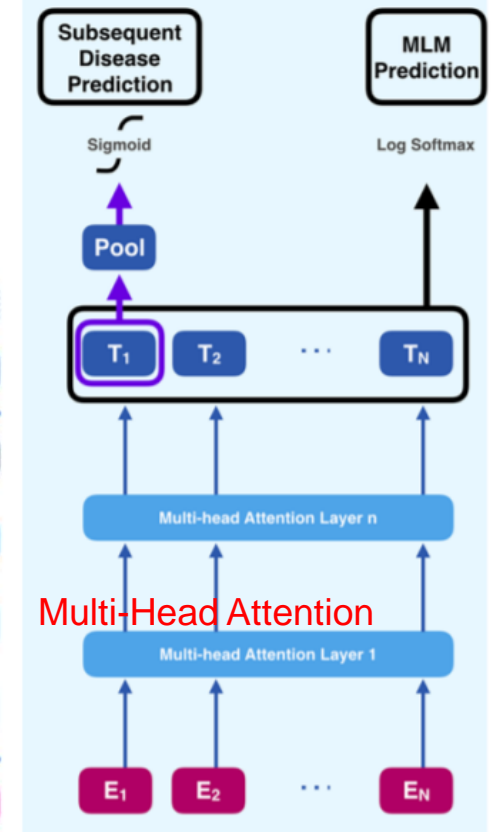 Subsequent
Disease
Prediction
MLM
Prediction
Sigmoid
Log Softmax
Pool
T1 T2 ... TN
Multi-head Attention Layer n
Multi-Head Attention
Multi-head Attention Layer 1
E1 E2 ... EN